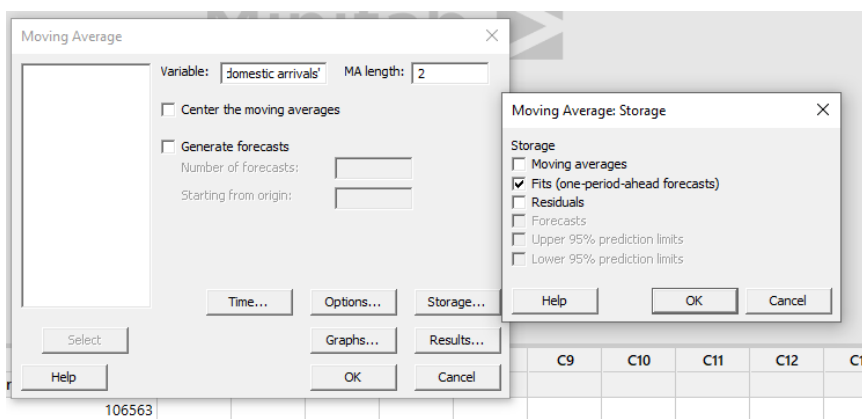 Minitab
Moving Average
Variable: domestic arrivals' MA length: 2
Center the moving averages
Generate forecasts
Number of forecasts:
Starting from origin:
Time... Options... Storage...
Select Graphs... Results...
Help OK Cancel
Moving Average: Storage
Storage
Moving averages
Fits (one-period-ahead forecasts)
Residuals
Forecasts
Upper 95% prediction limits
Lower 95% prediction limits
Help OK Cancel
C9 C10 C11 C12
106563